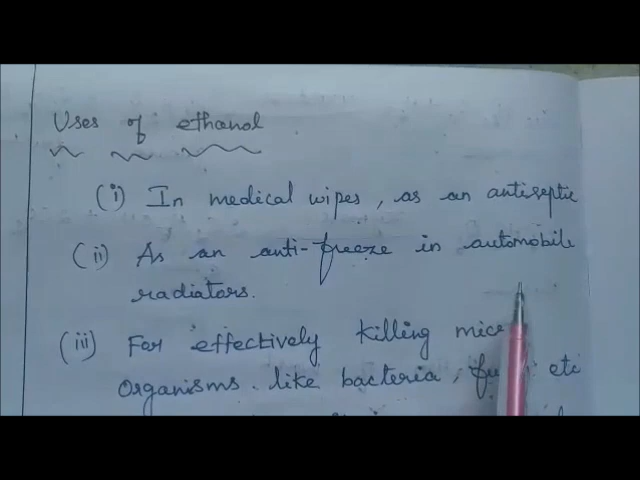 Uses of ethanol
(i) In medical wipes, as an antiseptic
(ii) As an anti-freeze in automobile
radiators.
(iii) For effectively killing
organisms. like bacteria, etc